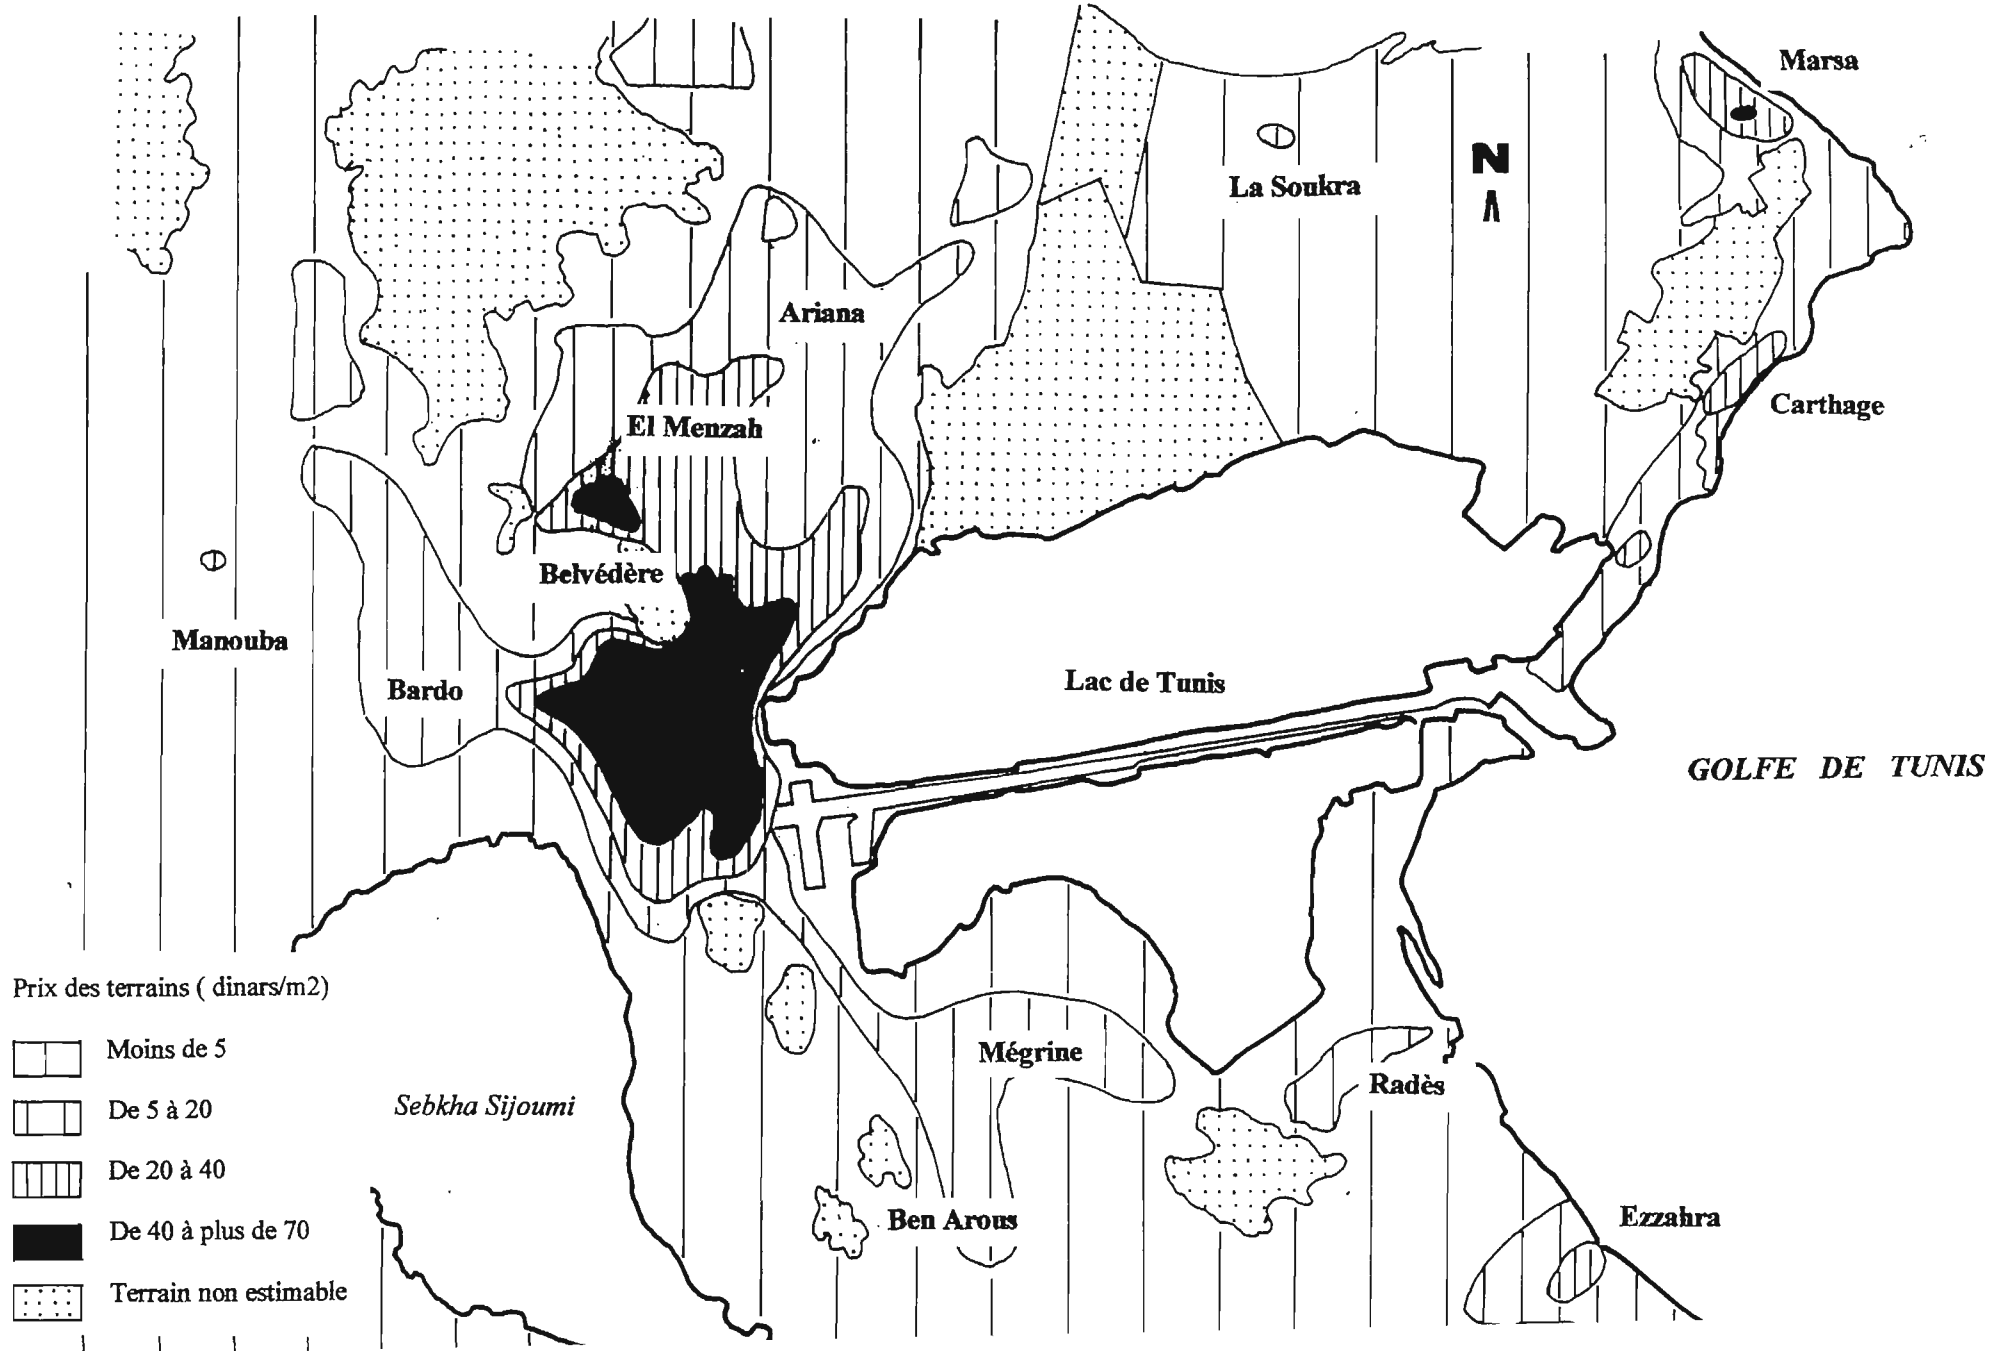 Marsa
N
La Soukra
Ariana
Carthage
El Menzah
Belvédère
Manouba
Bardo
Lac de Tunis
GOLFE DE TUNIS
Prix des terrains ( dinars/m2)
Moins de 5
De 5 à 20
De 20 à 40
De 40 à plus de 70
Terrain non estimable
Sebkha Sijoumi
Mégrine
Radès
Ben Arous
Ezzahra